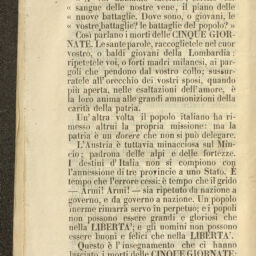 « sangue delle nostre vene, il piano delle
« nuove battaglie. Dove sono, o giovani, le
« vostre battaglie? le battaglie del popolo? »
Così parlano i morti delle CINQUE GIOR-
NATE. Le sante parole, raccoglietele nel cuor
vostro, o baldi giovani della Lombardia:
ripetetele voi, o forti madri milanesi, ai par-
goli che pendono dal vostro collo; susur-
ratele all'orecchio dei vostri sposi, quando
più aperta, nelle esaltazioni dell'amore, è
la loro anima alle grandi ammonizioni della
carità della patria.
Un'altra volta il popolo italiano ha ri-
messo altrui la propria missione: ma la
patria è un dovere che non si può delegare.
L'Austria è tuttavia minacciosa sul Min-
cio; padrona delle alpi e delle fortezze.
I destini d'Italia non si compiono con
l'annessione di tre provincie a uno Stato. È
tempo che l'errore cessi: è tempo che il grido
— Armi! Armi! — sia ripetuto da nazione a
governo, e da governo a nazione. Un popolo
inerme rimarrà servo in perpetuo; e i popoli
non possono essere grandi e gloriosi che
nella LIBERTA'; e gli uomini non possono
essere buoni e felici che nella LIBERTA'.
Questo è l'insegnamento che ci hanno
lasciato i morti delle CINQUE GIORNATE: